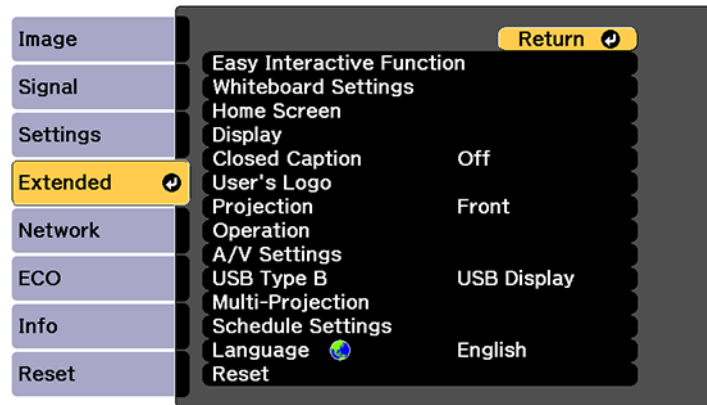 Image
Signal
Settings
Extended
Network
ECO
Info
Reset
Return
Easy Interactive Function
Whiteboard Settings
Home Screen
Display
Closed Caption Off
User's Logo
Projection Front
Operation
A/V Settings
USB Type B USB Display
Multi-Projection
Schedule Settings
Language English
Reset